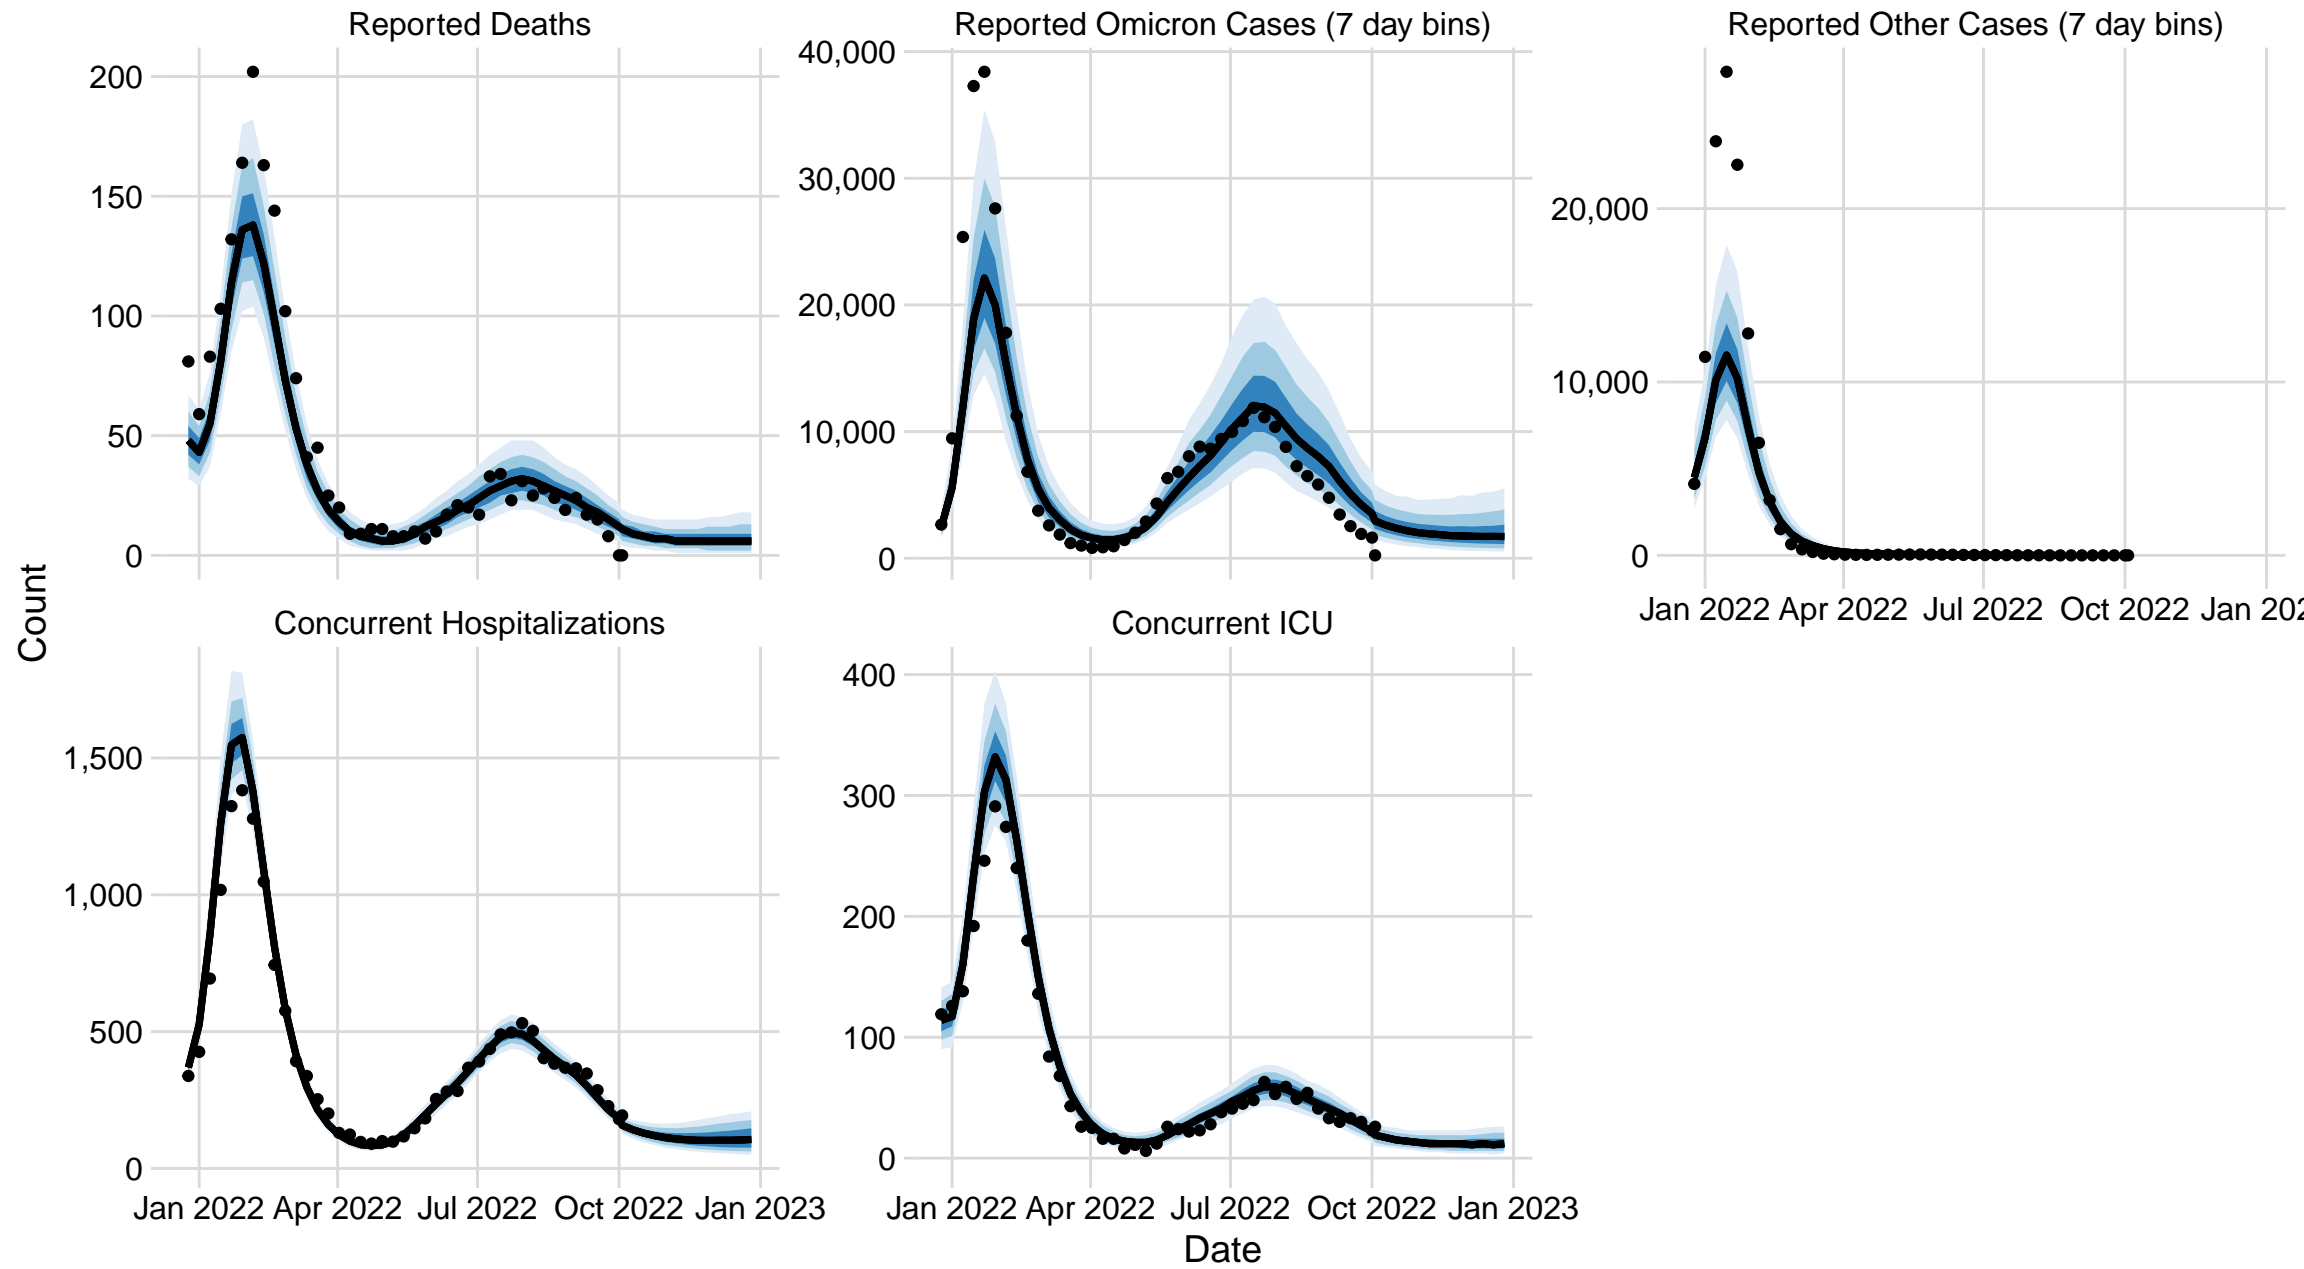 Reported Deaths
Reported Omicron Cases (7 day bins)
Reported Other Cases (7 day bins)
200
150
100
50
0
40,000
30,000
20,000
10,000
0
20,000
10,000
0
Jan 2022 Apr 2022 Jul 2022 Oct 2022 Jan 202
Count
Concurrent Hospitalizations
Concurrent ICU
1,500
1,000
500
0
400
300
200
100
0
Jan 2022 Apr 2022 Jul 2022 Oct 2022 Jan 2023
Jan 2022 Apr 2022 Jul 2022 Oct 2022 Jan 2023
Date